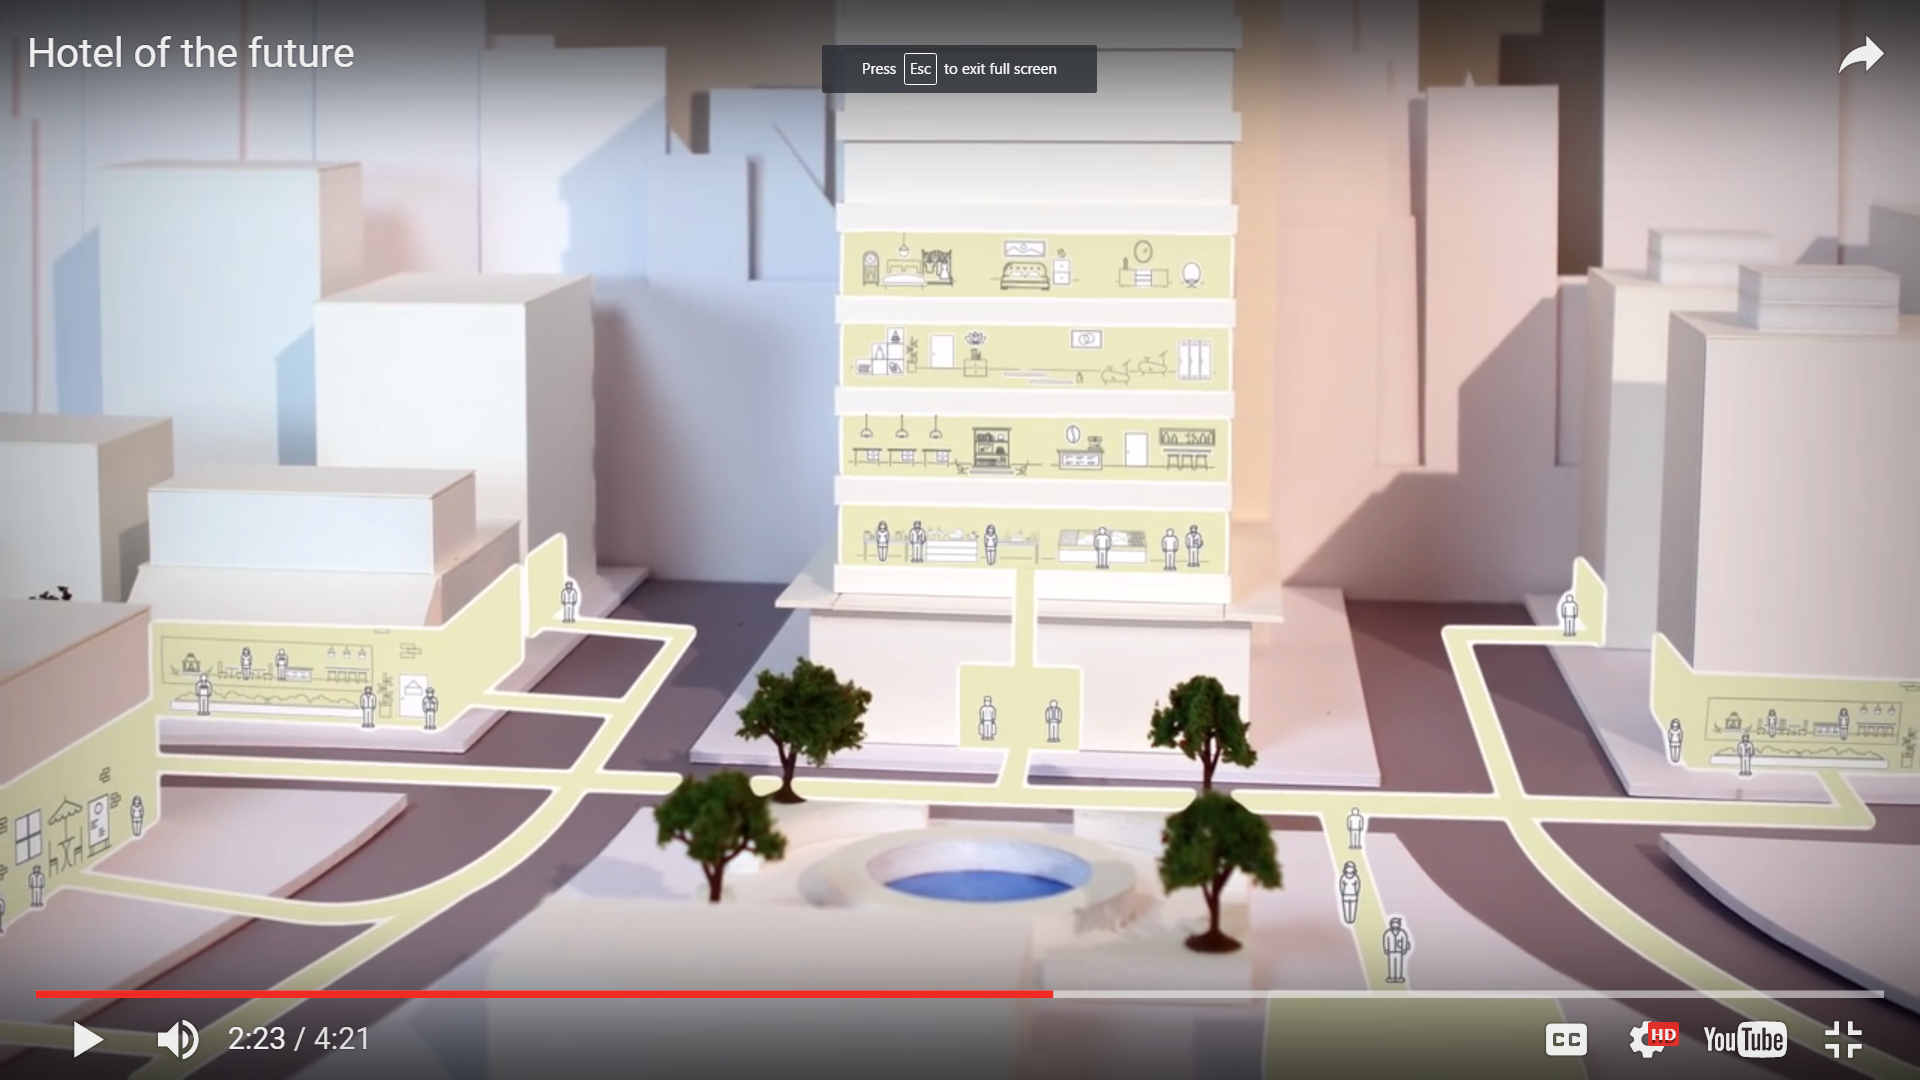 Hotel of the future
Press Esc to exit full screen
2:23 / 4:21
CC
HD
YouTube